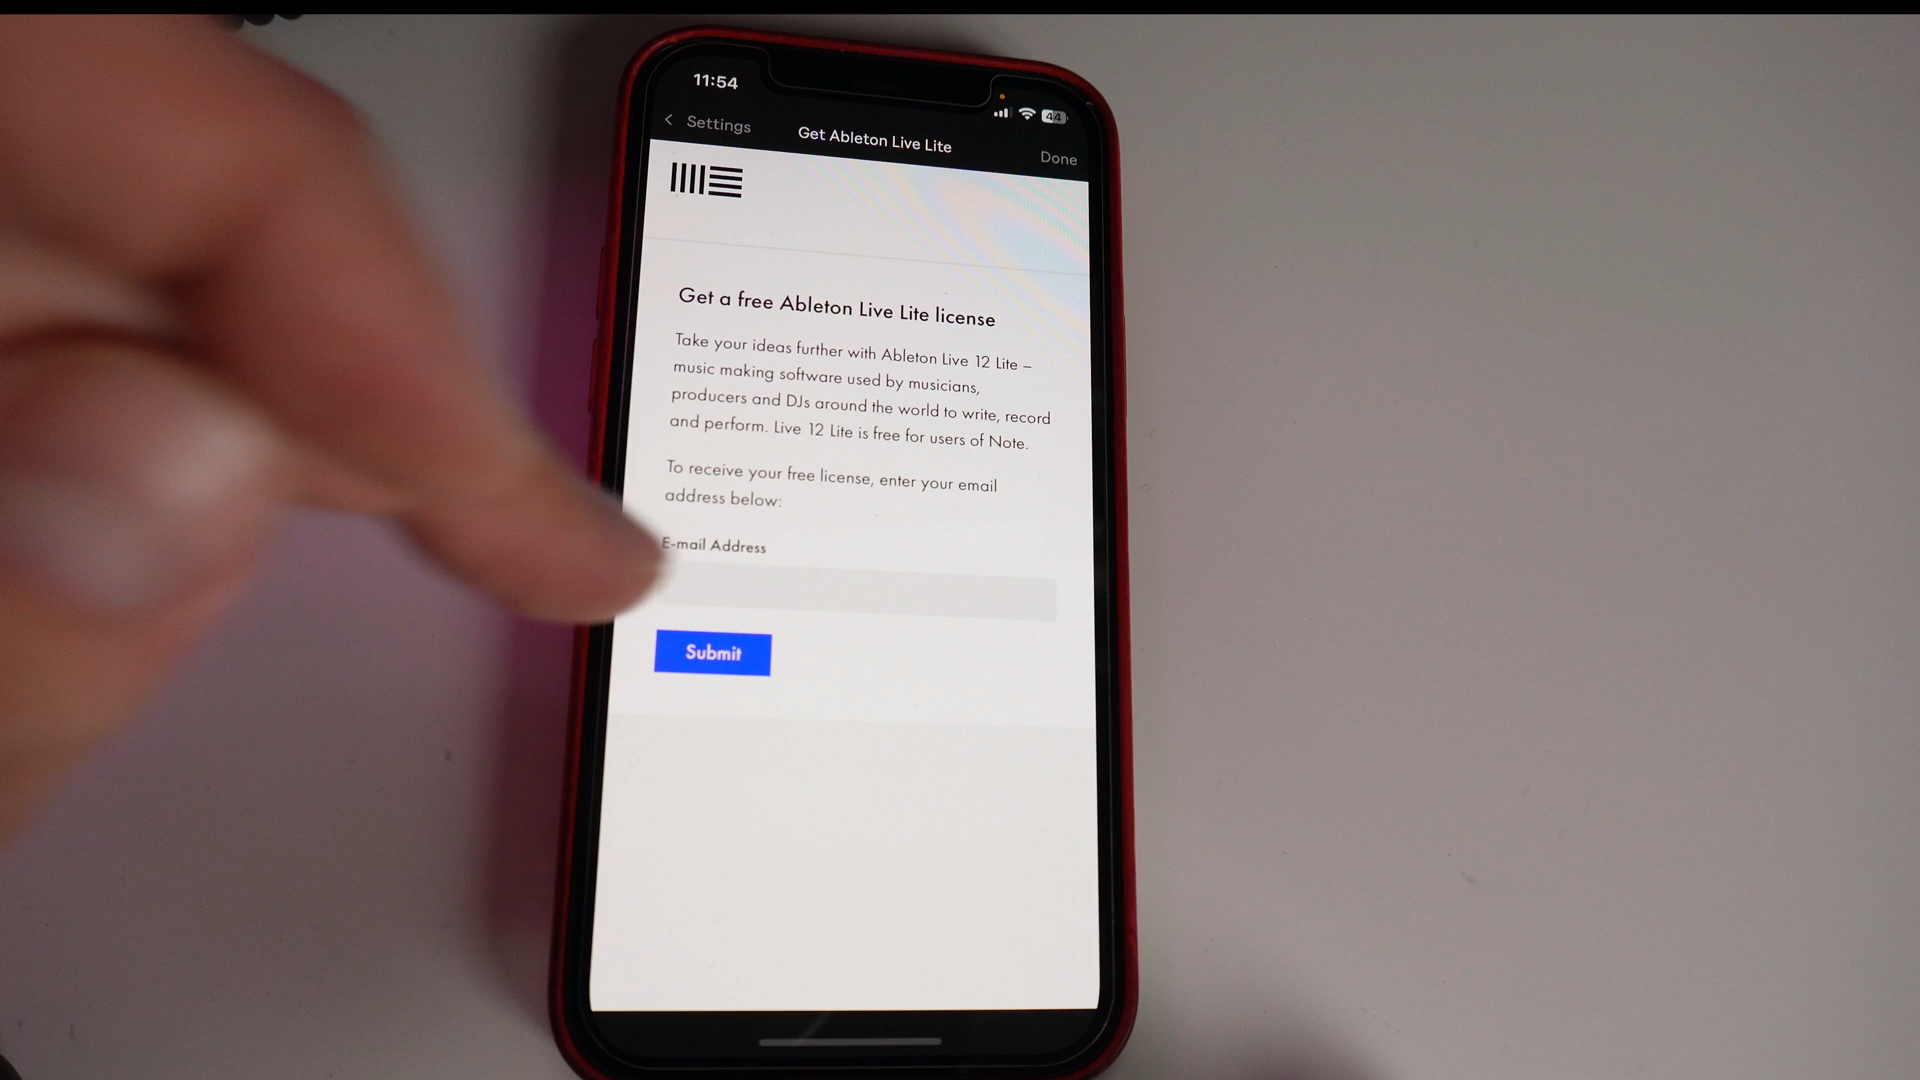 11:54
44
Settings
Get Ableton Live Lite
Done
Get a free Ableton Live Lite license
Take your ideas further with Ableton Live 12 Lite –
music making software used by musicians,
producers and DJs around the world to write, record
and perform. Live 12 Lite is free for users of Note.
To receive your free license, enter your email
address below:
E-mail Address
Submit